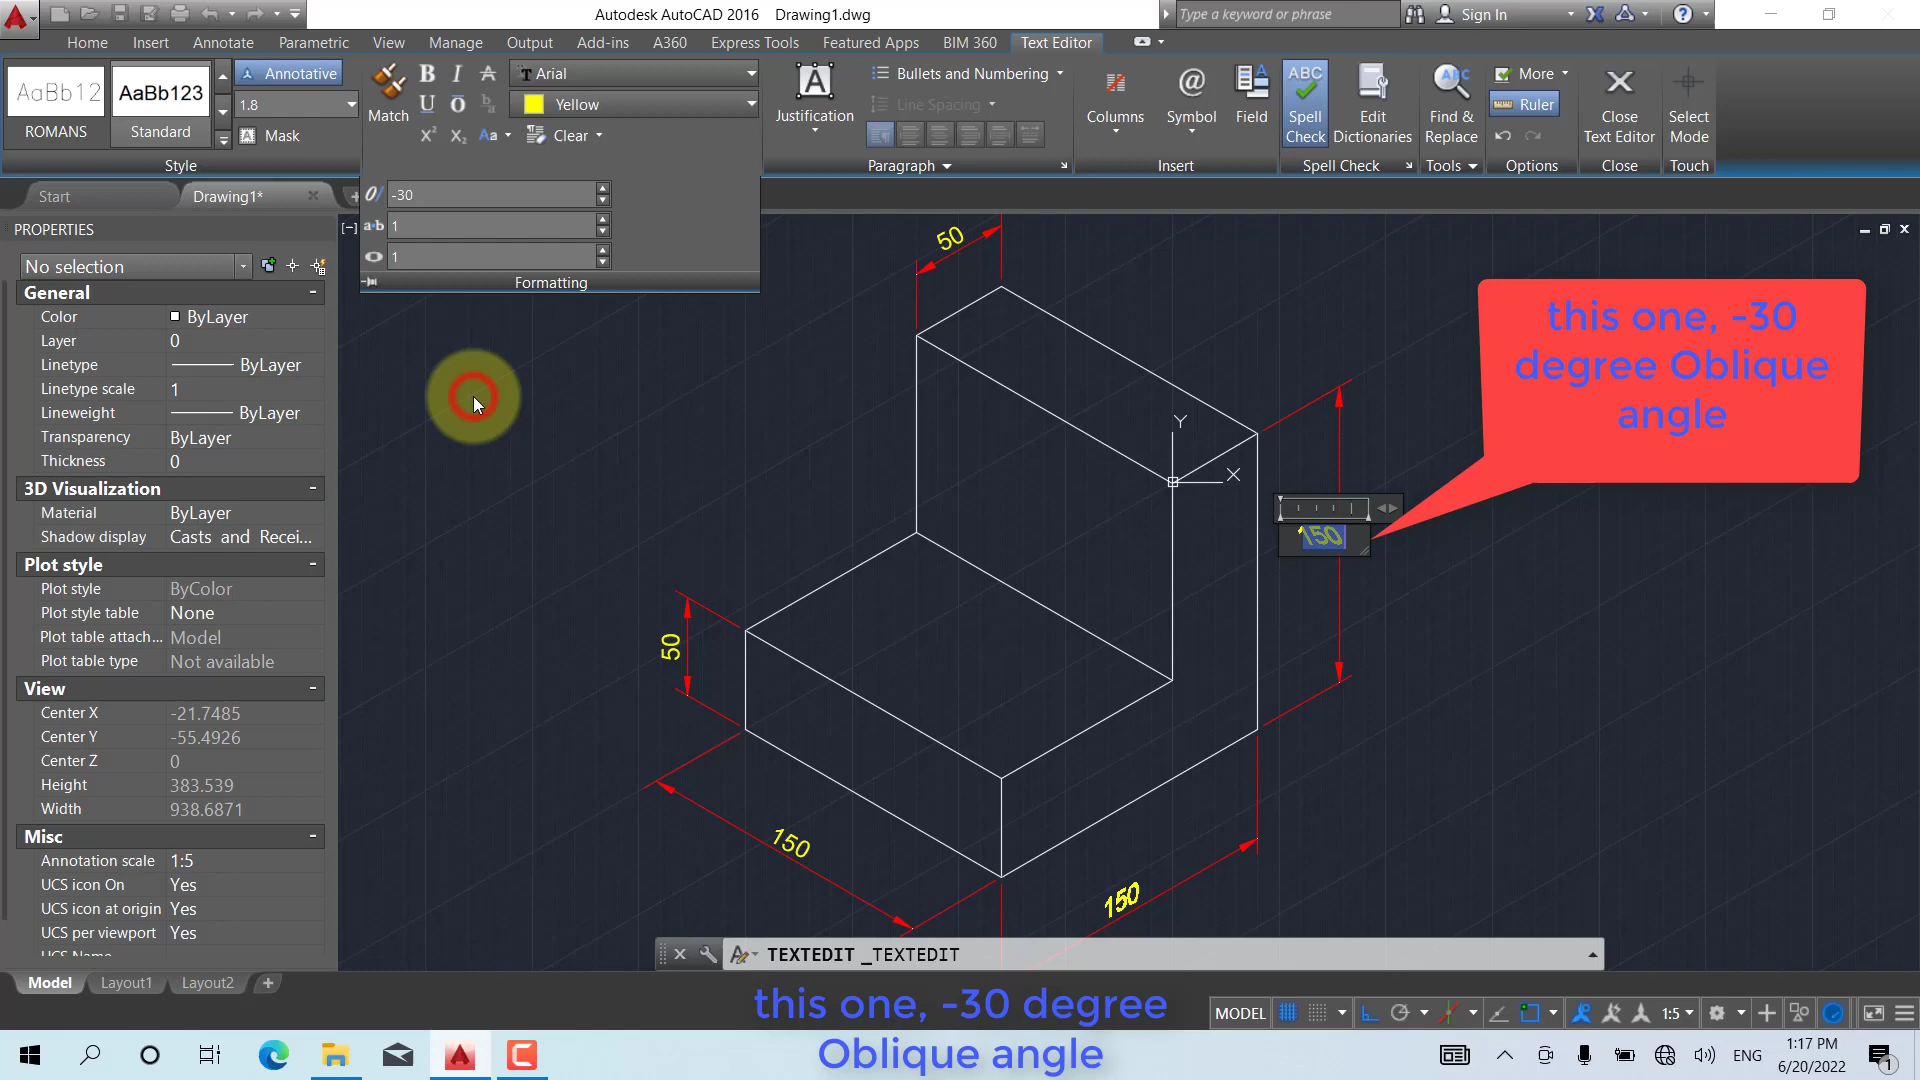 Autodesk AutoCAD 2016 Drawing1.dwg
Type a keyword or phrase
Sign In
Home Insert Annotate Parametric View Manage Output Add-ins A360 Express Tools Featured Apps BIM 360 Text Editor
AaBb12
ROMANS
AaBb123
Standard
Annotative
1.8
Mask
Style
Match
Arial
Yellow
Clear
-30
1
1
Formatting
Justification
Bullets and Numbering
Line Spacing
Paragraph
Columns
Symbol
Field
Insert
ABC
Spell
Check
Edit
Dictionaries
Spell Check
ABC
Find &
Replace
Tools
More
Ruler
Options
Close
Text Editor
Close
Select
Mode
Touch
Start
Drawing1*
PROPERTIES
No selection
General
Color ByLayer
Layer 0
Linetype ByLayer
Linetype scale 1
Lineweight ByLayer
Transparency ByLayer
Thickness 0
3D Visualization
Material ByLayer
Shadow display Casts and Recei...
Plot style
Plot style ByColor
Plot style table None
Plot table attach... Model
Plot table type Not available
View
Center X -21.7485
Center Y -55.4926
Center Z 0
Height 383.539
Width 938.6871
Misc
Annotation scale 1:5
UCS icon On Yes
UCS icon at origin Yes
UCS per viewport Yes
50
Y
X
150
50
150
150
this one, -30
degree Oblique
angle
TEXTEDIT _TEXTEDIT
Model Layout1 Layout2
this one, -30 degree
Oblique angle
MODEL
1:5
ENG
1:17 PM
6/20/2022
1